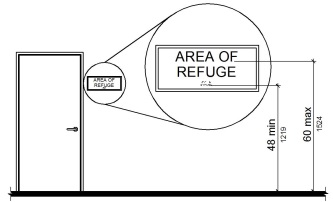 AREA OF
REFUGE
AREA OF
REFUGE
48 min
1219
60 max
1524